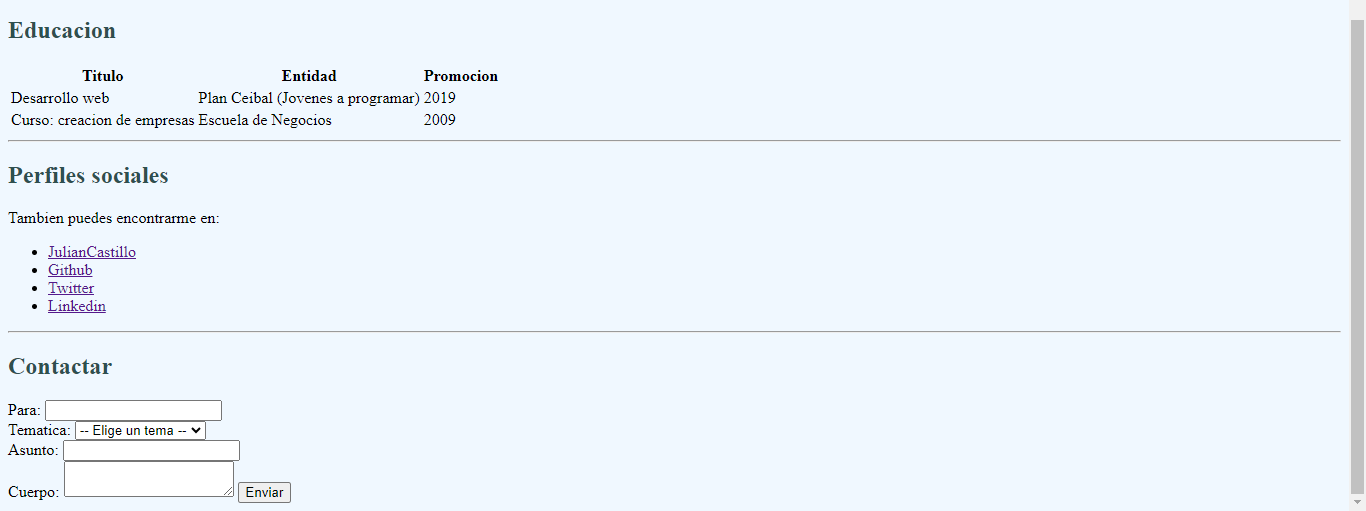 Educacion
Titulo Entidad Promocion
Desarrollo web Plan Ceibal (Jovenes a programar) 2019
Curso: creacion de empresas Escuela de Negocios 2009
Perfiles sociales
Tambien puedes encontrarme en:
JulianCastillo
Github
Twitter
Linkedin
Contactar
Para:
Tematica: -- Elige un tema --
Asunto:
Cuerpo: Enviar